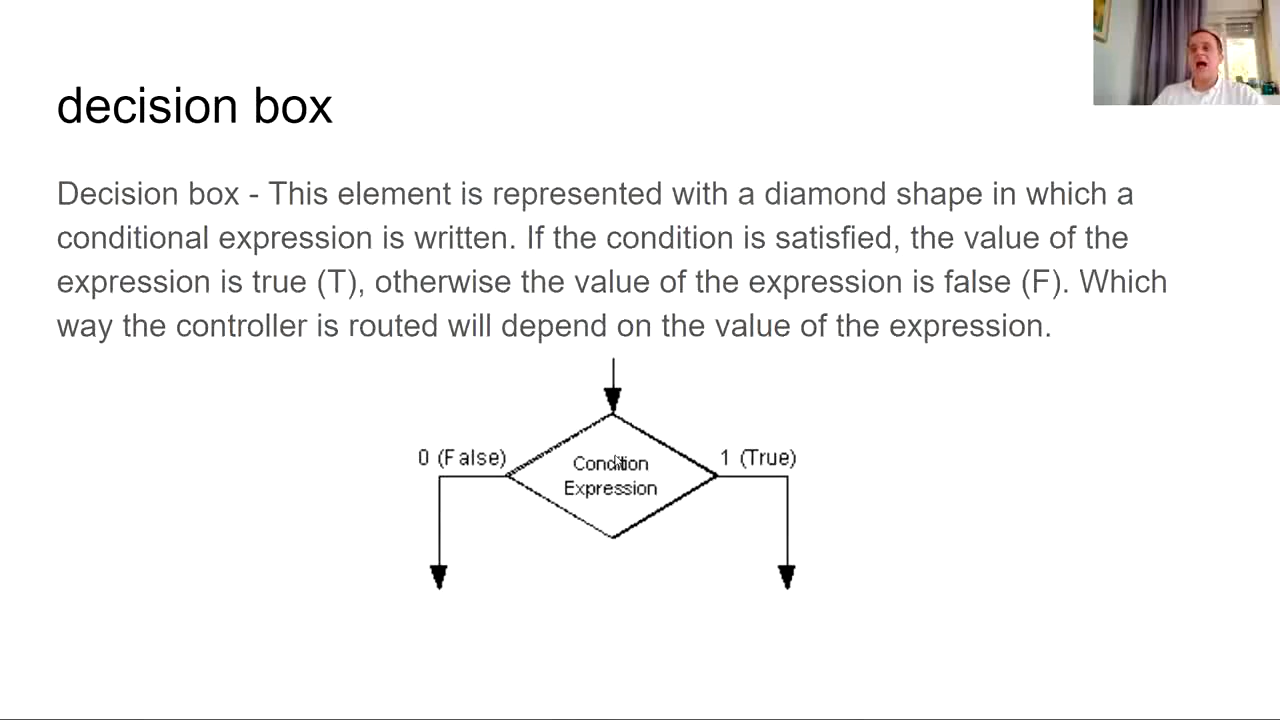 decision box
Decision box - This element is represented with a diamond shape in which a
conditional expression is written. If the condition is satisfied, the value of the
expression is true (T), otherwise the value of the expression is false (F). Which
way the controller is routed will depend on the value of the expression.
0 (False)
1 (True)
Condition
Expression